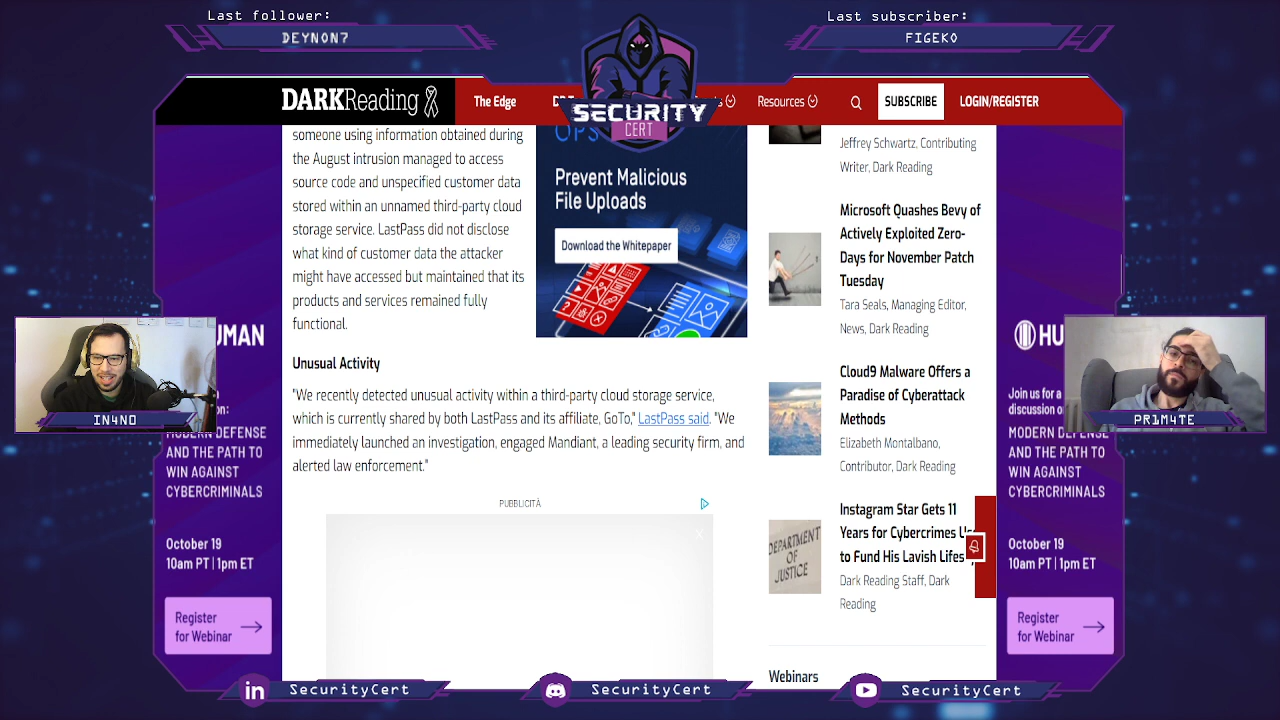 Last follower:
DEYNON7
Last subscriber:
FIGEKO
SECURITY
CERT
DARKReading
The Edge
Resources
SUBSCRIBE
LOGIN/REGISTER
someone using information obtained during
the August intrusion managed to access
source code and unspecified customer data
stored within an unnamed third-party cloud
storage service. LastPass did not disclose
what kind of customer data the attacker
might have accessed but maintained that its
products and services remained fully
functional.
OPS
Prevent Malicious
File Uploads
Download the Whitepaper
Unusual Activity
"We recently detected unusual activity within a third-party cloud storage service,
which is currently shared by both LastPass and its affiliate, GoTo," LastPass said. "We
immediately launched an investigation, engaged Mandiant, a leading security firm, and
alerted law enforcement."
PUBBLICITÀ
Jeffrey Schwartz, Contributing
Writer, Dark Reading
Microsoft Quashes Bevy of
Actively Exploited Zero-
Days for November Patch
Tuesday
Tara Seals, Managing Editor,
News, Dark Reading
Cloud9 Malware Offers a
Paradise of Cyberattack
Methods
Elizabeth Montalbano,
Contributor, Dark Reading
DEPARTMENT
OF
JUSTICE
Instagram Star Gets 11
Years for Cybercrimes
to Fund His Lavish
Dark Reading Staff, Dark
Reading
Webinars
UMAN
IN4N0
MODERN DEFENSE
AND THE PATH TO
WIN AGAINST
CYBERCRIMINALS
October 19
10am PT | 1pm ET
Register
for Webinar
HU
Join us for a
discussion o
PR1M4TE
MODERN DEFENSE
AND THE PATH TO
WIN AGAINST
CYBERCRIMINALS
October 19
10am PT | 1pm ET
Register
for Webinar
in SecurityCert
SecurityCert
SecurityCert